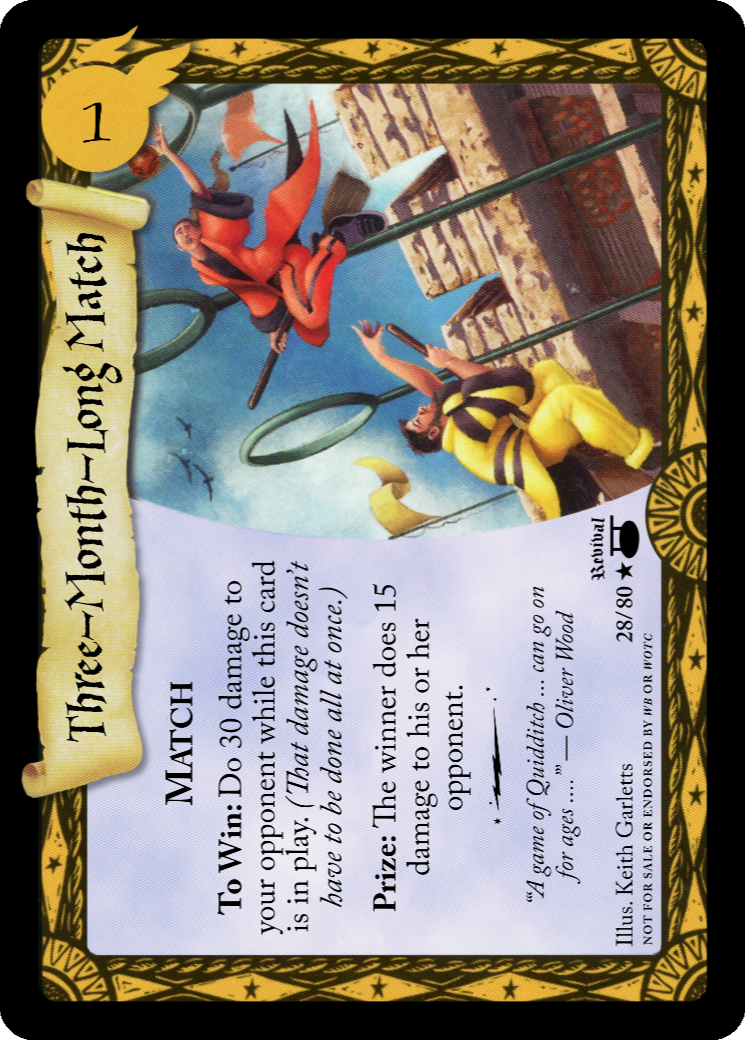 1
Three-Month-Long Match
MATCH
To Win: Do 30 damage to
your opponent while this card
is in play. (That damage doesn't
have to be done all at once.)
Prize: The winner does 15
damage to his or her
opponent.
“A game of Quidditch ... can go on
for ages ....’” — Oliver Wood
Revival
Illus. Keith Garletts 28/80 ★
NOT FOR SALE OR ENDORSED BY WB OR WOTC